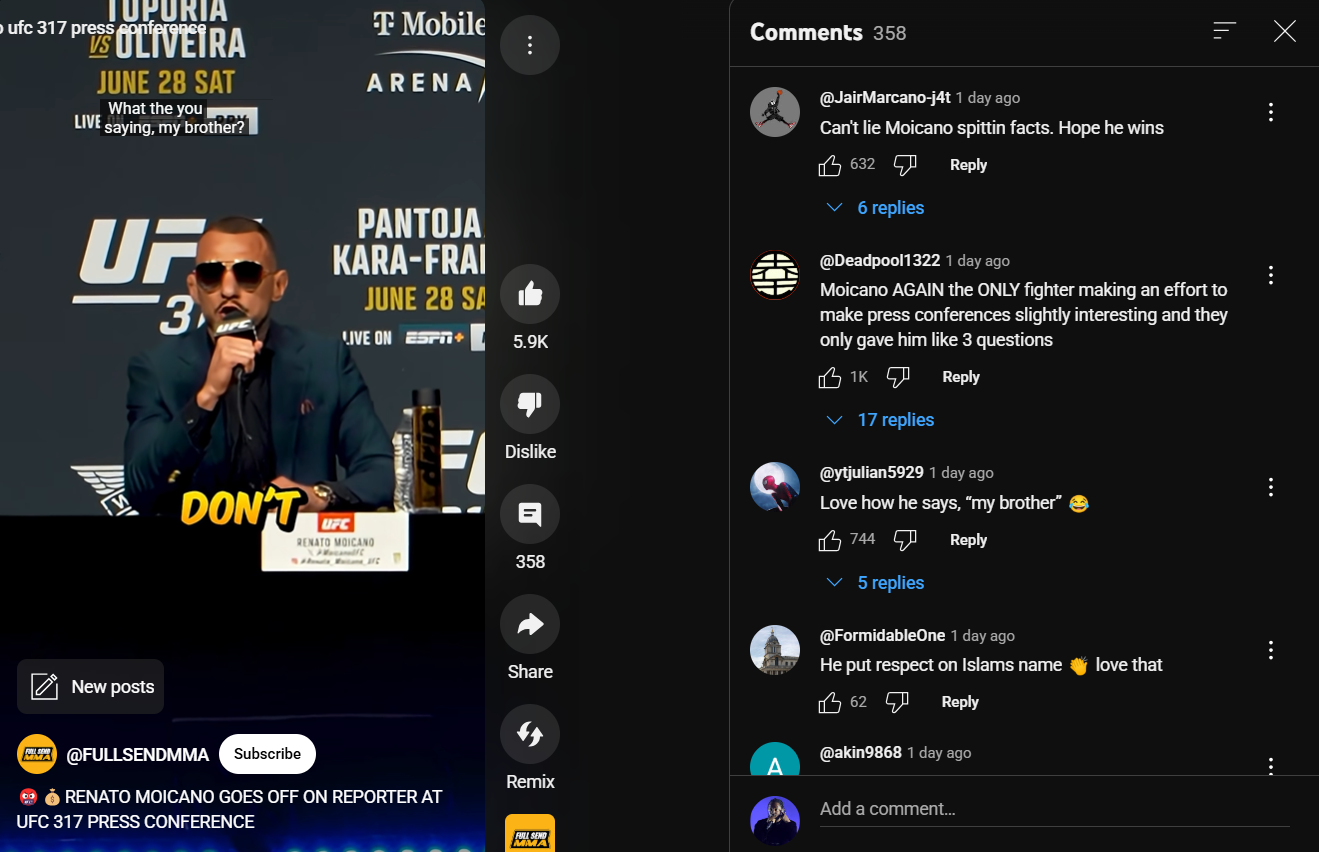 o ufc 317 press conference
TOPURIA
VS OLIVEIRA
JUNE 28 SAT
LIVE
T Mobile
ARENA
What the you
saying, my brother?
UF
3
PANTOJA
KARA-FRA
JUNE 28 SA
LIVE ON ESPN+
UFC
drip
DON'T
UFC
RENATO MOICANO
@MoicanoUFC
@Renato_Moicano_UFC
New posts
FULL SEND MMA
@FULLSENDMMA Subscribe
😡 💰 RENATO MOICANO GOES OFF ON REPORTER AT
UFC 317 PRESS CONFERENCE
5.9K
Dislike
358
Share
Remix
FULL SEND
MMA
Comments 358
@JairMarcano-j4t 1 day ago
Can't lie Moicano spittin facts. Hope he wins
632 Reply
6 replies
@Deadpool1322 1 day ago
Moicano AGAIN the ONLY fighter making an effort to
make press conferences slightly interesting and they
only gave him like 3 questions
1K Reply
17 replies
@ytjulian5929 1 day ago
Love how he says, “my brother” 😂
744 Reply
5 replies
@FormidableOne 1 day ago
He put respect on Islams name 👏 love that
62 Reply
@akin9868 1 day ago
A
Add a comment...